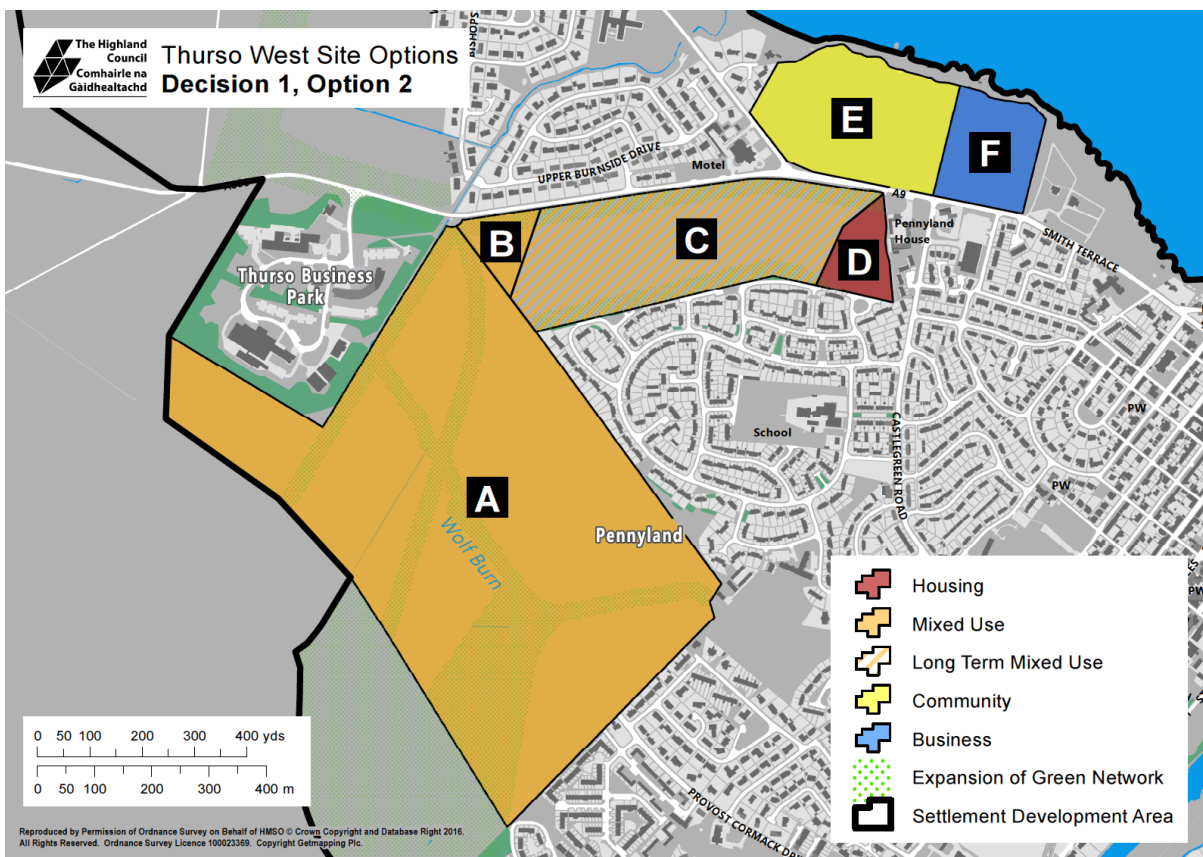 The Highland
Council
Comhairle na
Gàidhealtachd
Thurso West Site Options
Decision 1, Option 2
BISHOPS
UPPER BURNSIDE DRIVE
Motel
E
F
A9
Pennyland
House
SMITH TERRACE
B
C
D
Thurso Business
Park
School
CASTLEGREEN ROAD
PW
PW
A
Wolf Burn
Pennyland
PW
PROVOST CORMACK DR
Housing
Mixed Use
Long Term Mixed Use
Community
Business
Expansion of Green Network
Settlement Development Area
0 50 100 200 300 400 yds
0 50 100 200 300 400 m
Reproduced by Permission of Ordnance Survey on Behalf of HMSO © Crown Copyright and Database Right 2016.
All Rights Reserved. Ordnance Survey Licence 100023369. Copyright Getmapping Plc.